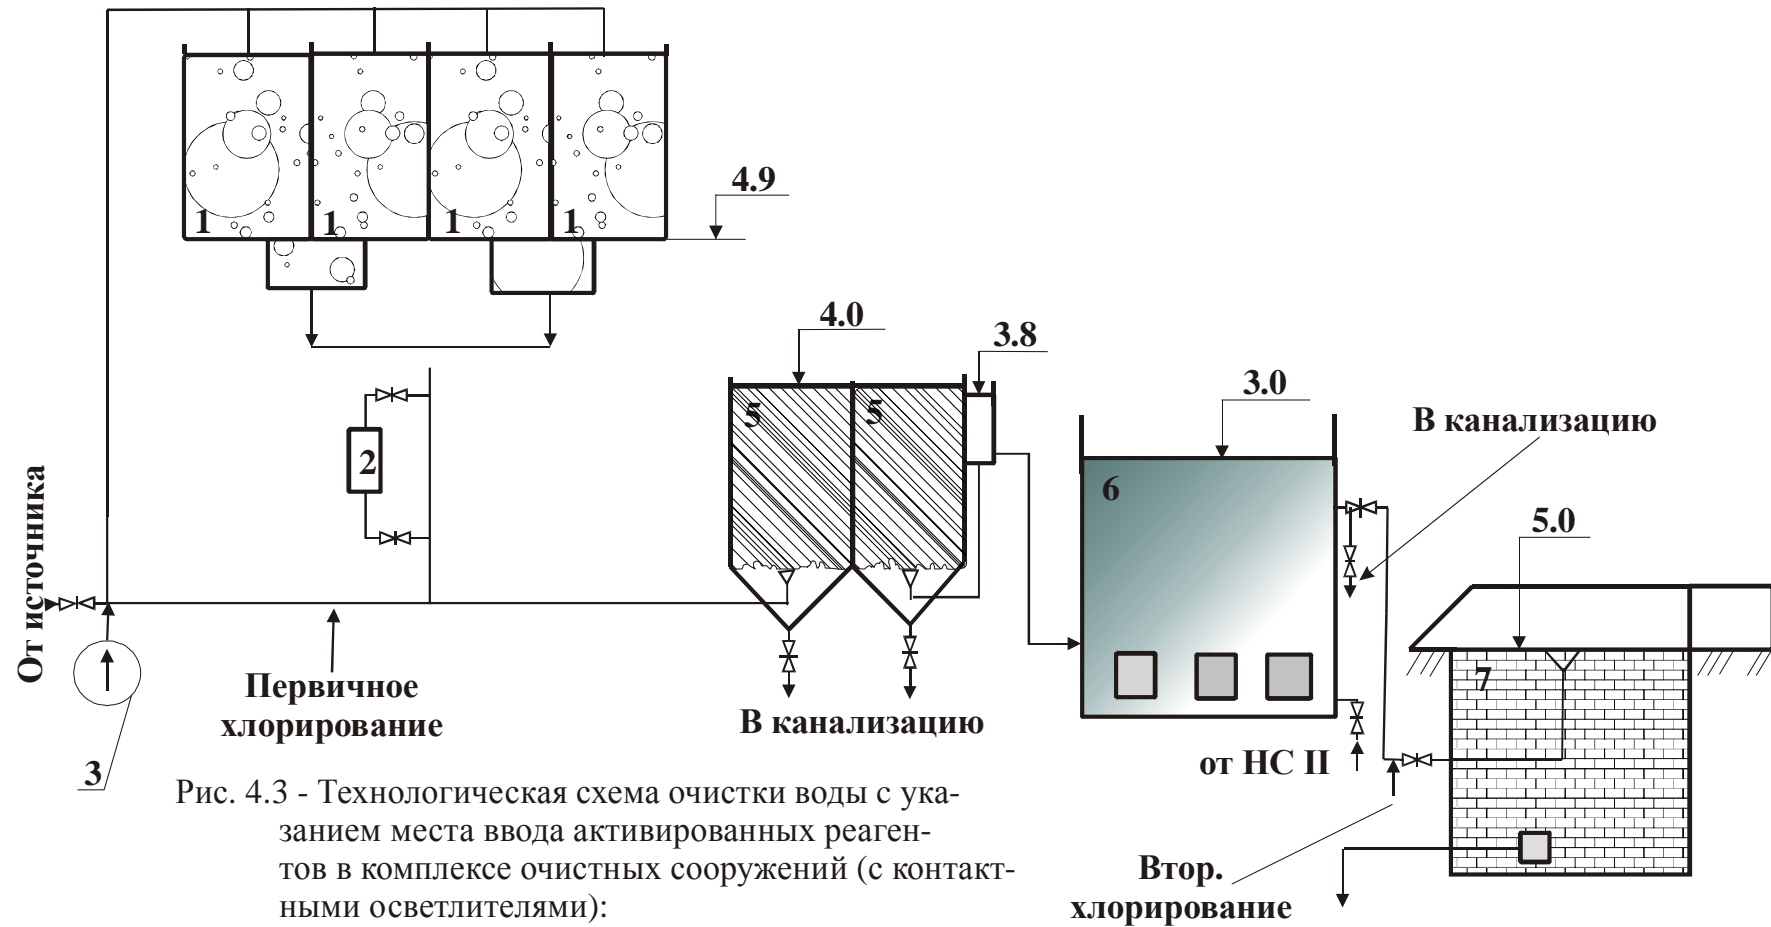 4.9
1
1
1
1
4.0
3.8
3.0
В канализацию
5
5
2
6
5.0
От источника
7
Первичное
хлорирование
В канализацию
от НС II
3
Рис. 4.3 - Технологическая схема очистки воды с ука-
занием места ввода активированных реаген-
тов в комплексе очистных сооружений (с контакт-
ными осветлителями):
Втор.
хлорирование